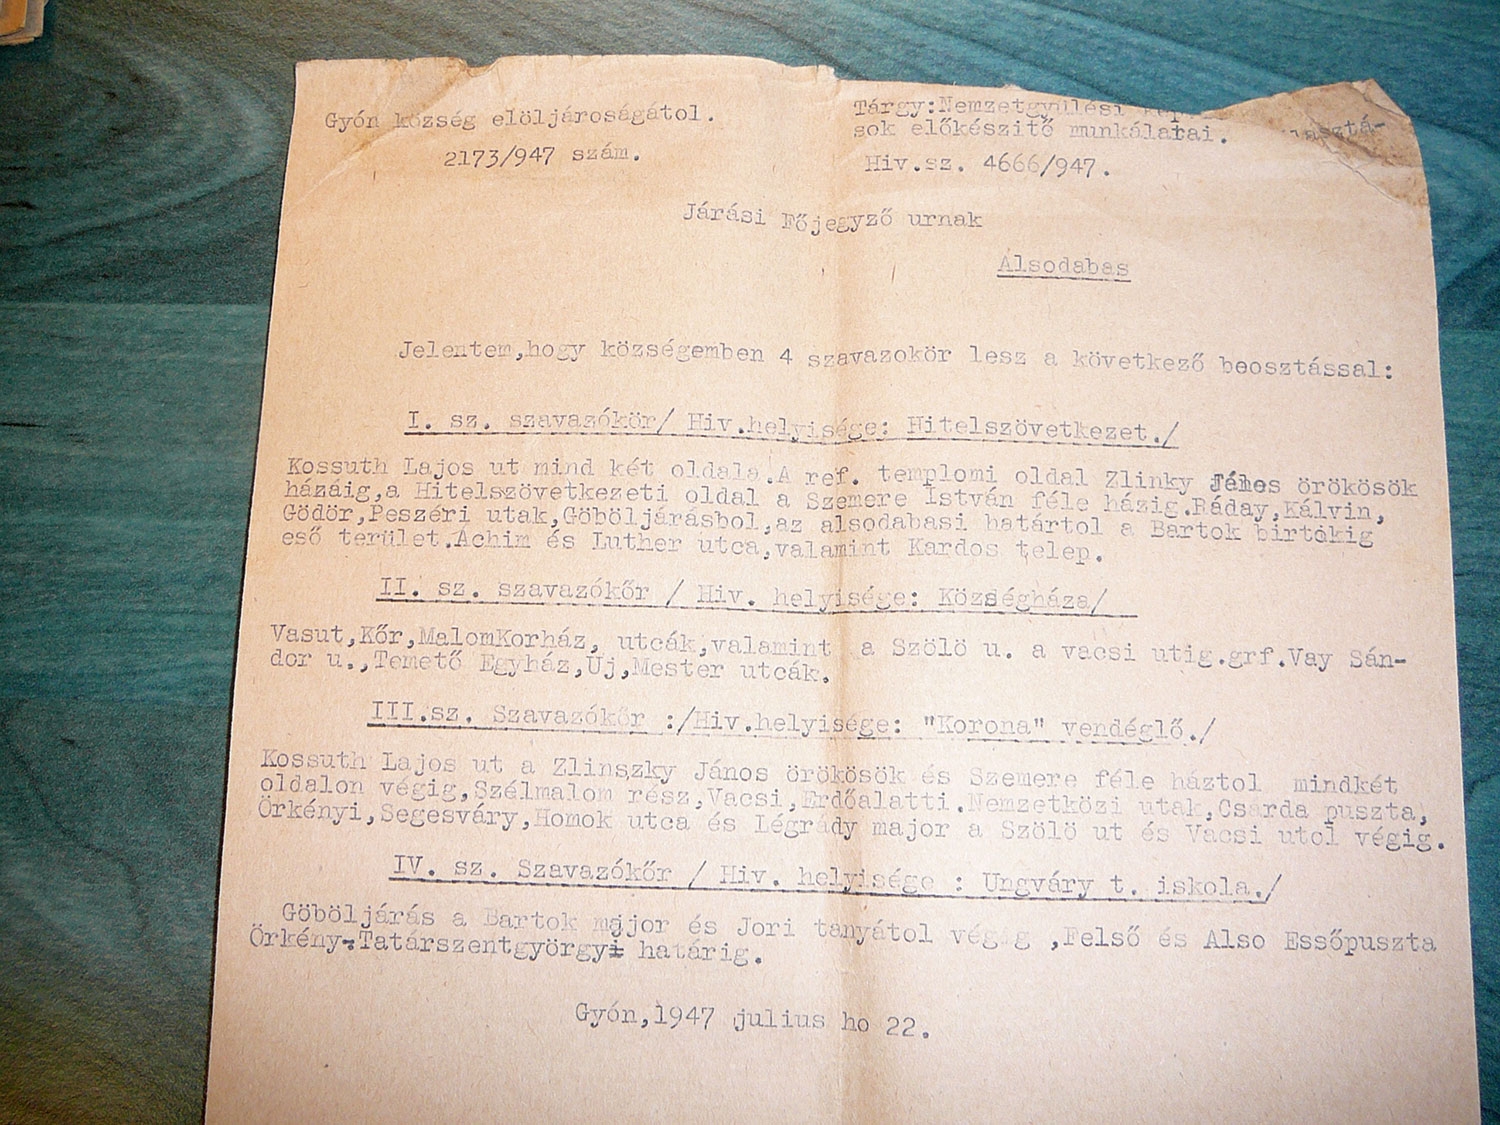 Gyón község elöljároságátol.
2173/947 szám.
Tárgy:Nemzetgyülési
sok előkészitő munkálatai.
Hiv.sz. 4666/947.
Járási Főjegyző urnak
Alsodabas
Jelentem,hogy községemben 4 szavazokör lesz a következő beosztással:
I. sz. szavazókör/ Hiv.helyisége: Hitelszövetkezet./
Kossuth Lajos ut mind két oldala.A ref. templomi oldal Zlinky örökösök
házáig,a Hitelszövetkezeti oldal a Szemere István féle házig.Ráday,Kálvin,
Gödör,Peszéri utak,Göböljárásbol,az alsodabasi határtol a Bartok birtokig
eső terület.Achim és Luther utca,valamint Kardos telep.
II. sz. szavazókőr / Hiv. helyisége: Községháza/
Vasut,Kőr,MalomKorház, utcák,valamint a Szölö u. a vacsi utig.grf.Vay Sán-
dor u.,Temető Egyház,Uj,Mester utcák.
III.sz. Szavazókőr :/Hiv.helyisége: "Korona" vendéglő./
Kossuth Lajos ut a Zlinszky János örökösök és Szemere féle háztol mindkét
oldalon végig,Szélmalom rész,Vacsi,Erdőalatti.Nemzetközi utak,Csárda puszta,
Örkényi,Segesváry,Homok utca és Légrády major a Szölö ut és Vacsi utol végig.
IV. sz. Szavazókőr / Hiv. helyisége : Ungváry t. iskola./
Göböljárás a Bartok major és Jori tanyátol végig ,Felső és Also Essőpuszta
Örkény-Tatárszentgyörgyi határig.
Gyón,1947 julius ho 22.